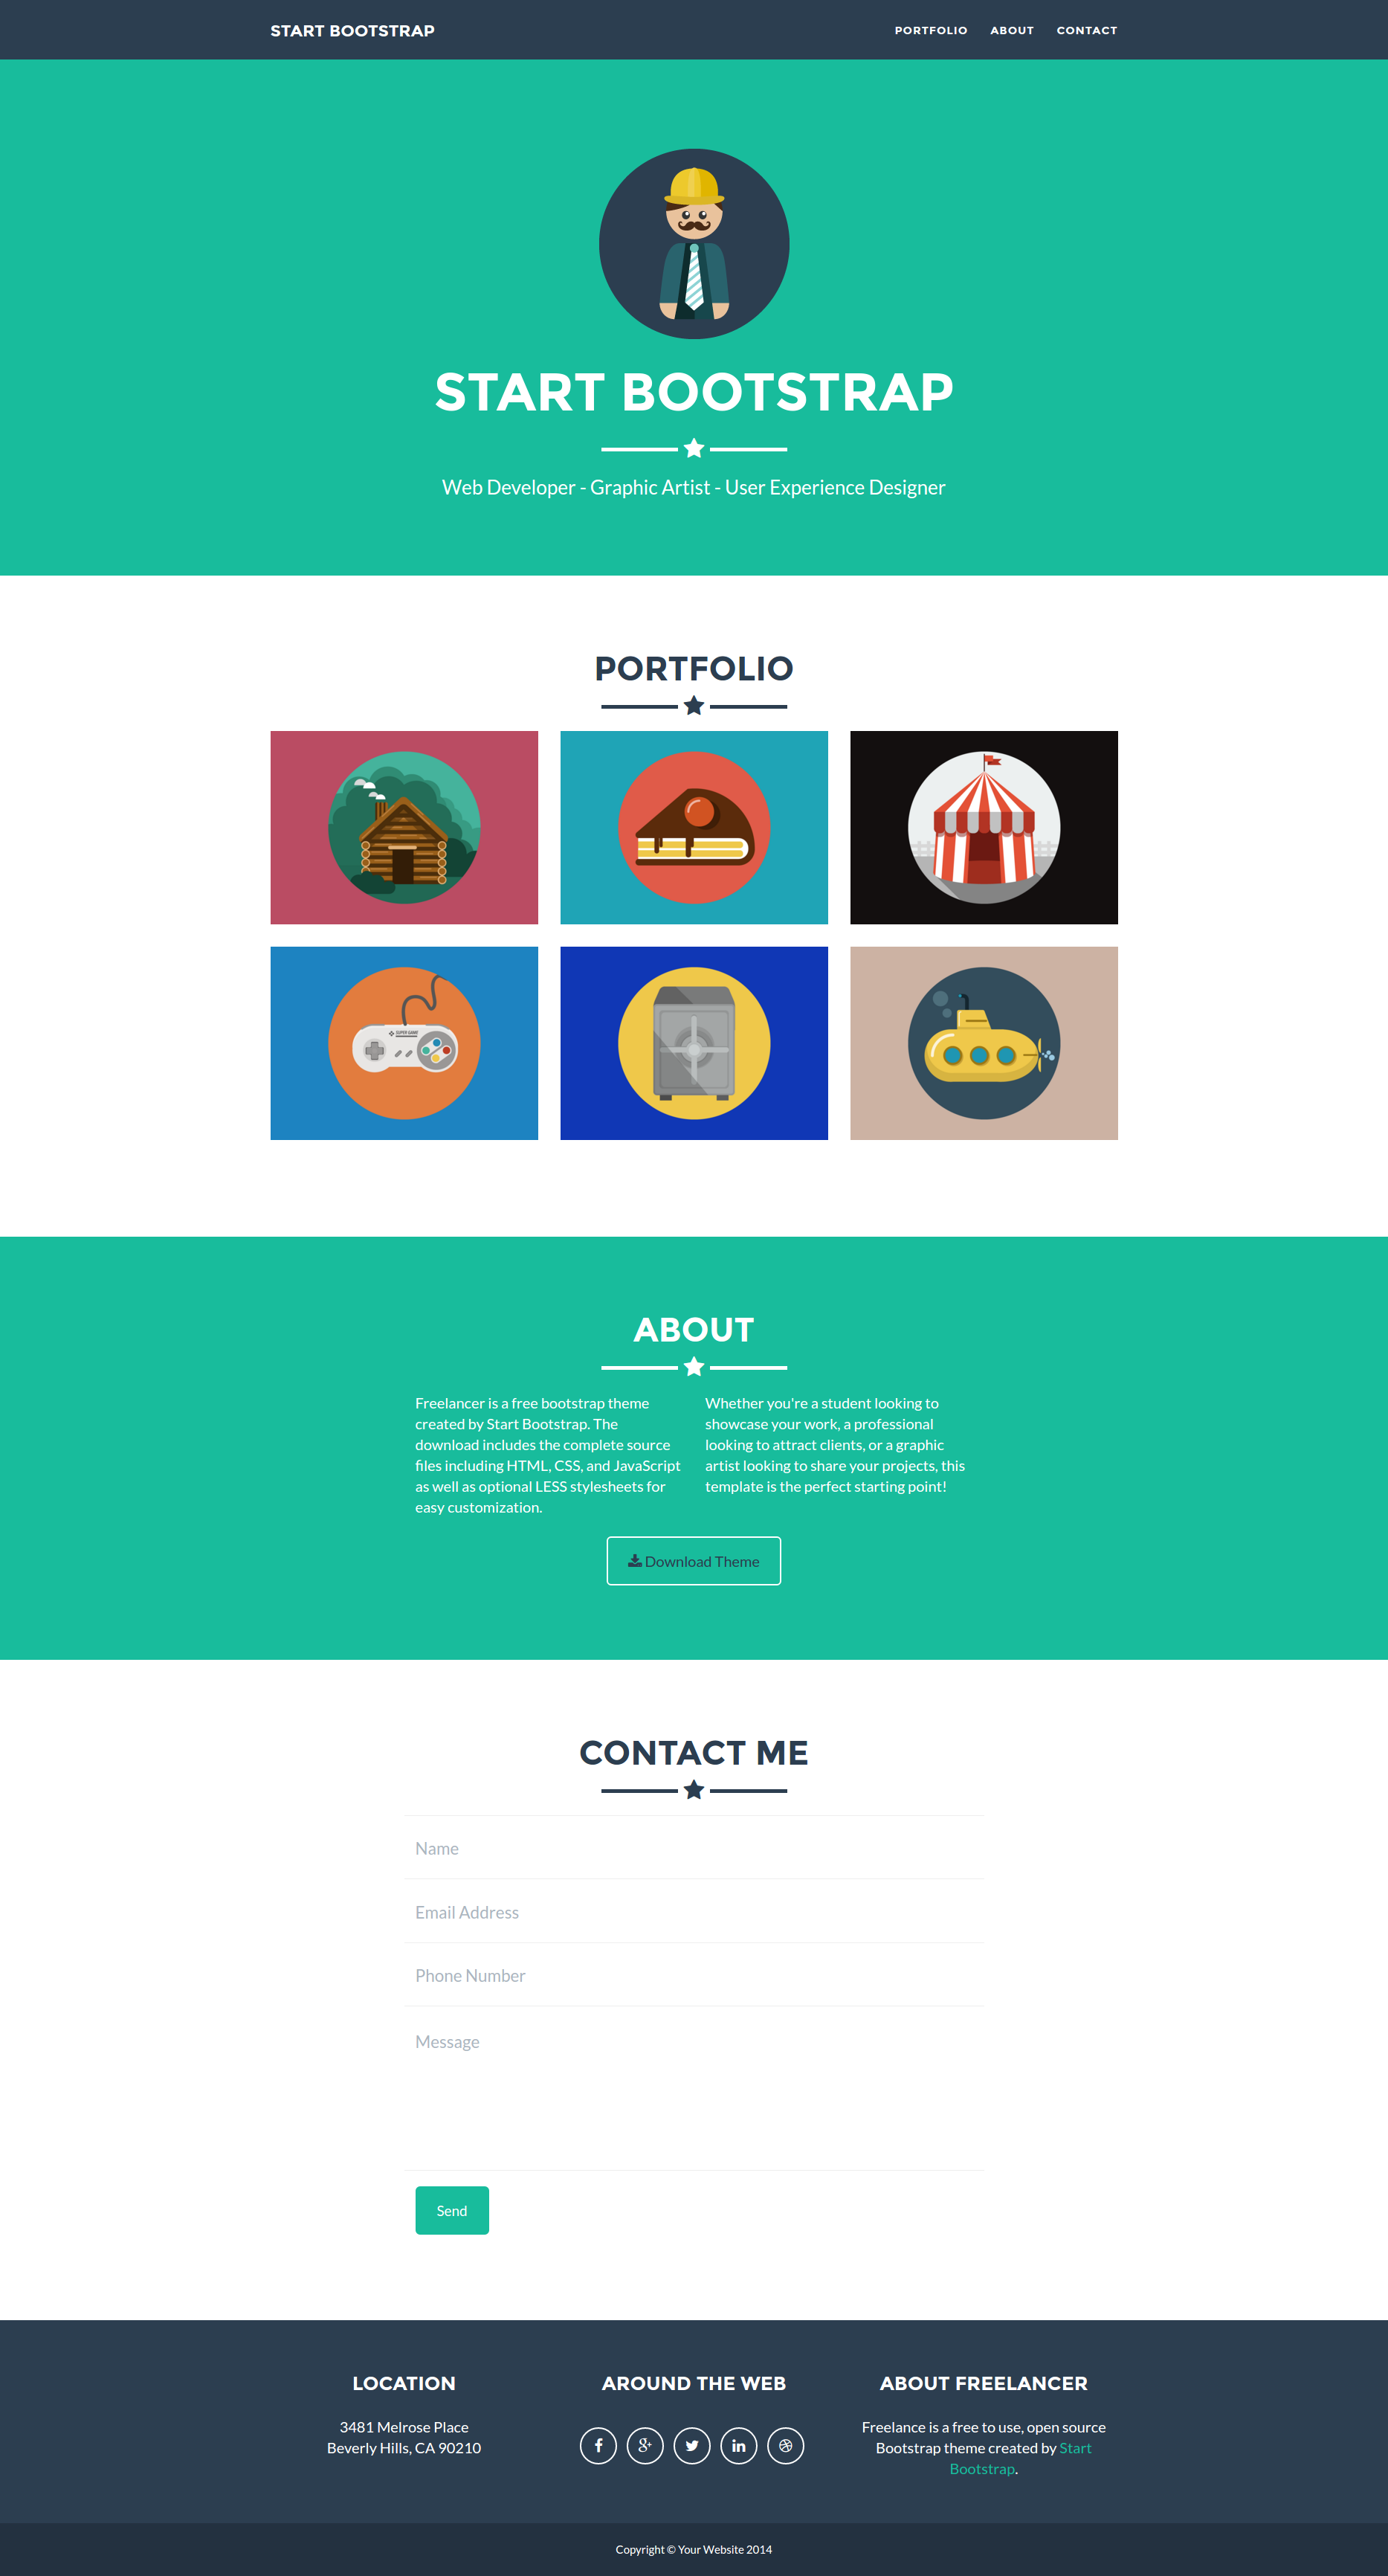 START BOOTSTRAP
PORTFOLIO ABOUT CONTACT
START BOOTSTRAP
Web Developer - Graphic Artist - User Experience Designer
PORTFOLIO
SUPER GAME
ABOUT
Freelancer is a free bootstrap theme
created by Start Bootstrap. The
download includes the complete source
files including HTML, CSS, and JavaScript
as well as optional LESS stylesheets for
easy customization.
Whether you're a student looking to
showcase your work, a professional
looking to attract clients, or a graphic
artist looking to share your projects, this
template is the perfect starting point!
Download Theme
CONTACT ME
Name
Email Address
Phone Number
Message
Send
LOCATION
3481 Melrose Place
Beverly Hills, CA 90210
AROUND THE WEB
ABOUT FREELANCER
Freelance is a free to use, open source
Bootstrap theme created by Start
Bootstrap.
Copyright © Your Website 2014